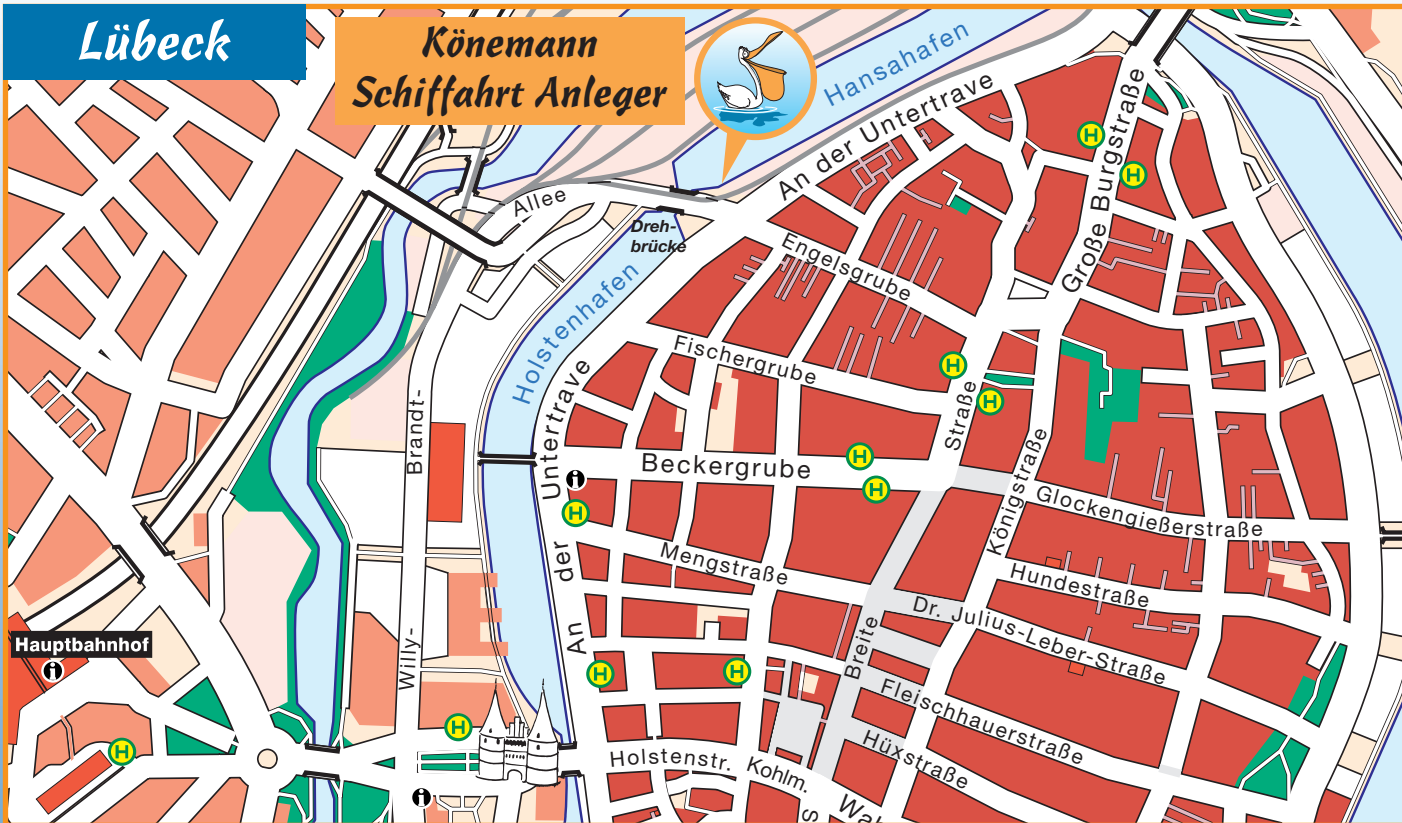 Lübeck
Könemann
Schiffahrt Anleger
Hansahafen
An der Untertrave
Große Burgstraße
H
H
Allee
Dreh-
brücke
Engelsgrube
Holstenhafen
Fischergrube
H
H
Straße
Brandt-
Willy-
An der Untertrave
Beckergrube
H
H
i
H
Königstraße
Glockengießerstraße
Mengstraße
Hundestraße
Dr. Julius-Leber-Straße
Breite
Hauptbahnhof
i
H
H
Fleischhauerstraße
H
H
Hüxstraße
Holstenstr.
Kohlm.
i
S
Wa